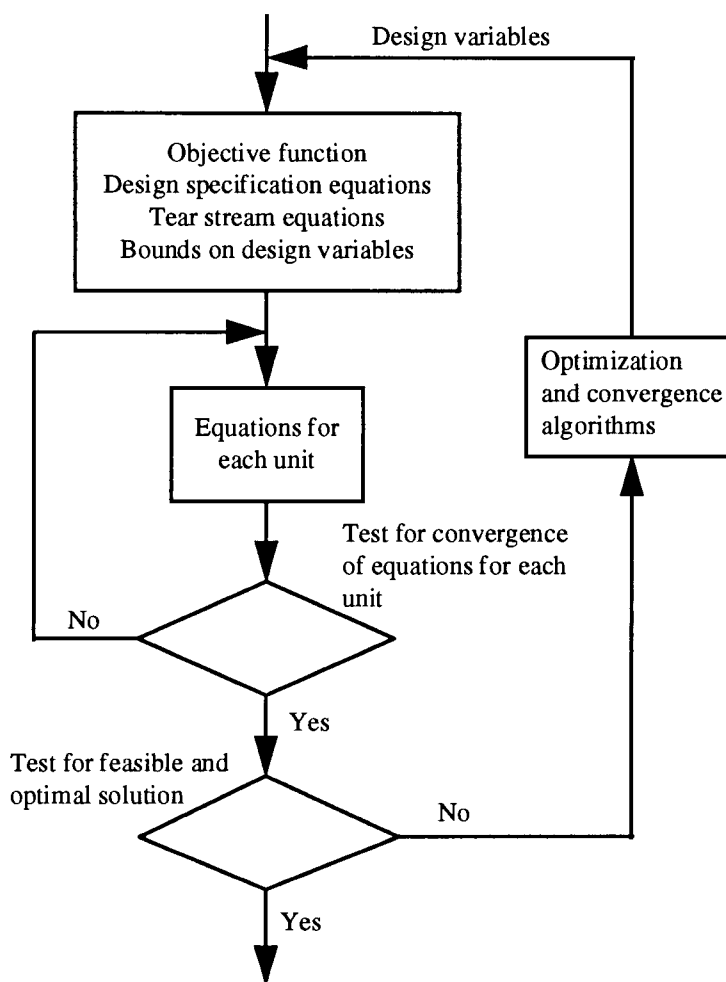 Design variables
Objective function
Design specification equations
Tear stream equations
Bounds on design variables
Optimization
and convergence
algorithms
Equations for
each unit
Test for convergence
of equations for each
unit
No
Yes
Test for feasible and
optimal solution
No
Yes